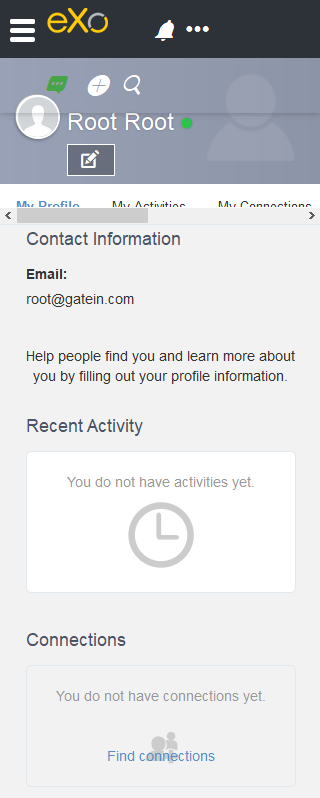 eXo
Root Root
My Profile My Activities My Connections
Contact Information
Email:
root@gatein.com
Help people find you and learn more about
you by filling out your profile information.
Recent Activity
You do not have activities yet.
Connections
You do not have connections yet.
Find connections